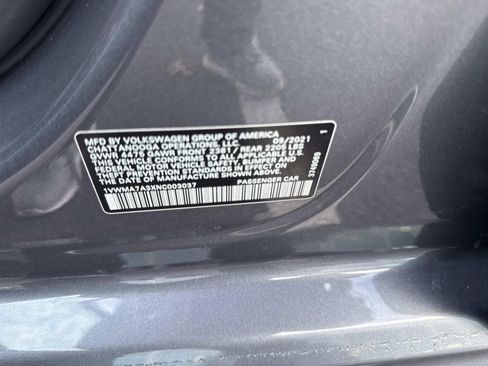 MFD BY VOLKSWAGEN GROUP OF AMERICA
CHATTANOOGA OPERATIONS, LLC. 09/2021
GVWR 4475 GAWR FRONT 2381/ REAR 2205 LBS
THIS VEHICLE CONFORMS TO ALL APPLICABLE
FEDERAL MOTOR VEHICLE SAFETY, BUMPER AND
THEFT PREVENTION STANDARDS IN EFFECT ON
THE DATE OF MANUFACTURE SHOWN ABOVE.
1VWMA7A3XNC003037 PASSENGER CAR
1